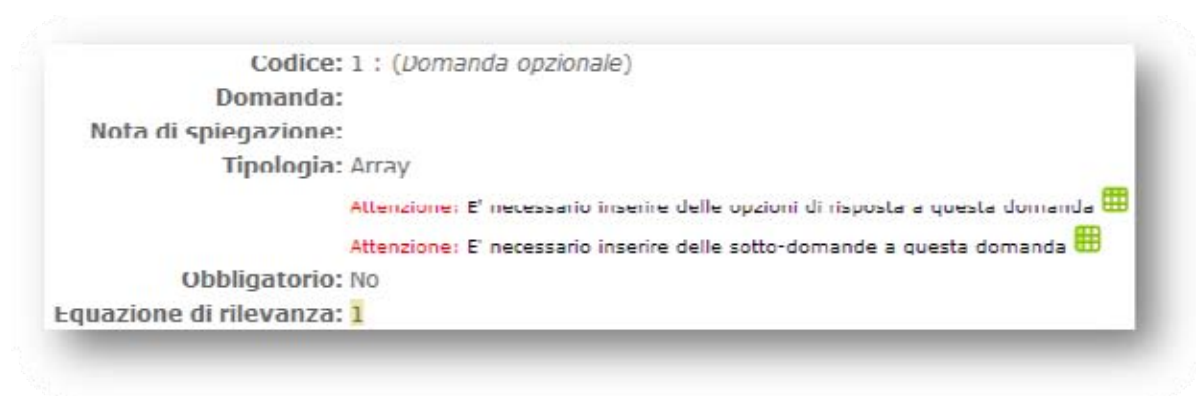 Codice: 1 : (Domanda opzionale)
Domanda:
Nota di spiegazione:
Tipologia: Array
Attenzione: E' necessario inserire delle opzioni di risposta a questa domanda
Attenzione: E' necessario inserire delle sotto-domande a questa domanda
Obbligatorio: No
Equazione di rilevanza: 1